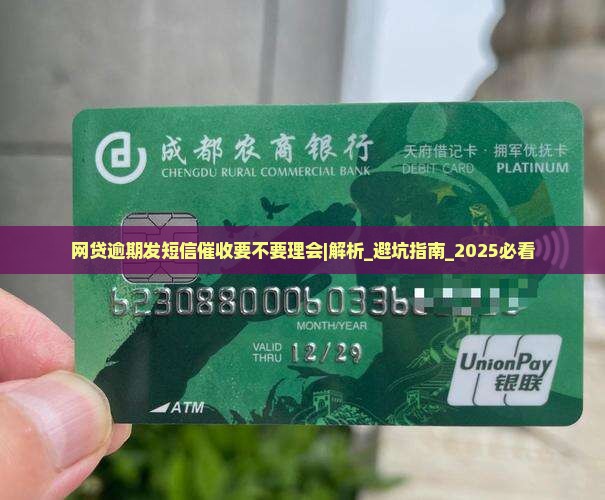 成都农商银行
CHENGDU RURAL COMMERCIAL BANK
天府借记卡·拥军优抚卡
DEBIT CARD PLATINUM
网贷逾期发短信催收要不要理会|解析_避坑指南_2025必看
62308800060336
MONTH/YEAR
VALID
THRU 12/29
ATM
UnionPay
银联